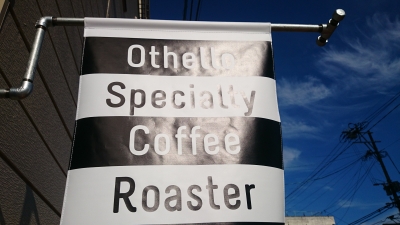 Othello
Specialty
Coffee
Roaster